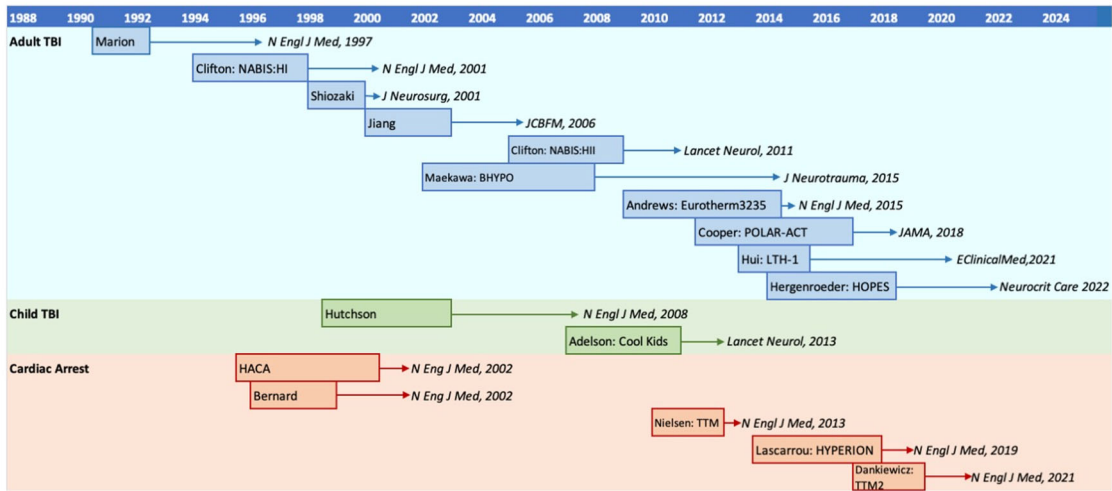 1988 1990 1992 1994 1996 1998 2000 2002 2004 2006 2008 2010 2012 2014 2016 2018 2020 2022 2024
Adult TBI Marion N Engl J Med, 1997
Clifton: NABIS:HI N Engl J Med, 2001
Shiozaki J Neurosurg, 2001
Jiang JCBFM, 2006
Clifton: NABIS:HII Lancet Neurol, 2011
Maekawa: BHYPO J Neurotrauma, 2015
Andrews: Eurotherm3235 N Engl J Med, 2015
Cooper: POLAR-ACT JAMA, 2018
Hui: LTH-1 EClinicalMed,2021
Hergenroeder: HOPES Neurocrit Care 2022
Child TBI Hutchson N Engl J Med, 2008
Adelson: Cool Kids Lancet Neurol, 2013
Cardiac Arrest HACA N Eng J Med, 2002
Bernard N Eng J Med, 2002
Nielsen: TTM N Engl J Med, 2013
Lascarrou: HYPERION N Engl J Med, 2019
Dankiewicz: TTM2 N Engl J Med, 2021